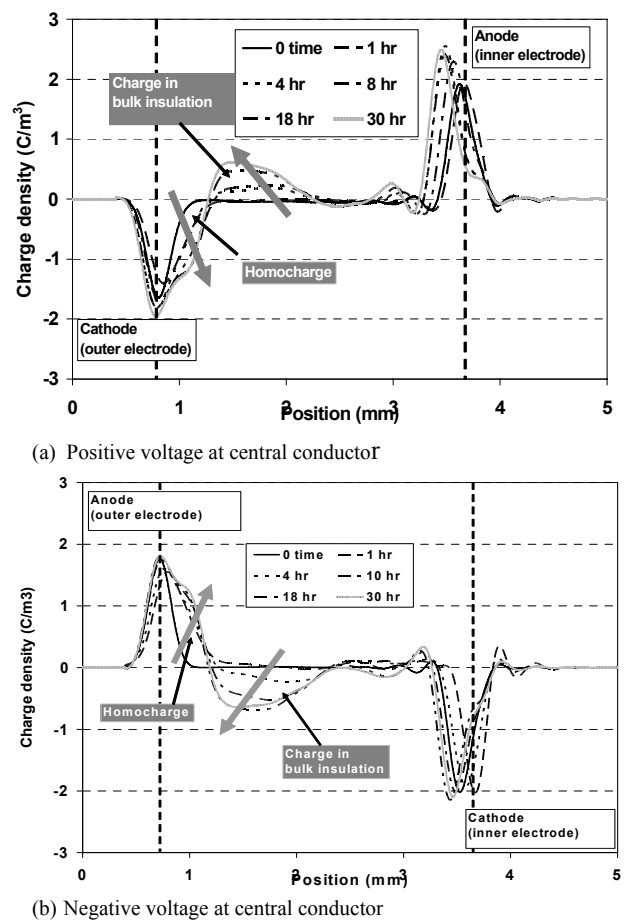 3
2
1
0
-1
-2
-3
Charge density (C/m³)
0 time
1 hr
4 hr
8 hr
18 hr
30 hr
Anode
(inner electrode)
Charge in
bulk insulation
Homocharge
Cathode
(outer electrode)
0 1 2 3 4 5
Position (mm)
(a) Positive voltage at central conductor
3
2
1
0
-1
-2
-3
Charge density (C/m3)
Anode
(outer electrode)
0 time
1 hr
4 hr
10 hr
18 hr
30 hr
Homocharge
Charge in
bulk insulation
Cathode
(inner electrode)
0 1 2 3 4 5
Position (mm)
(b) Negative voltage at central conductor